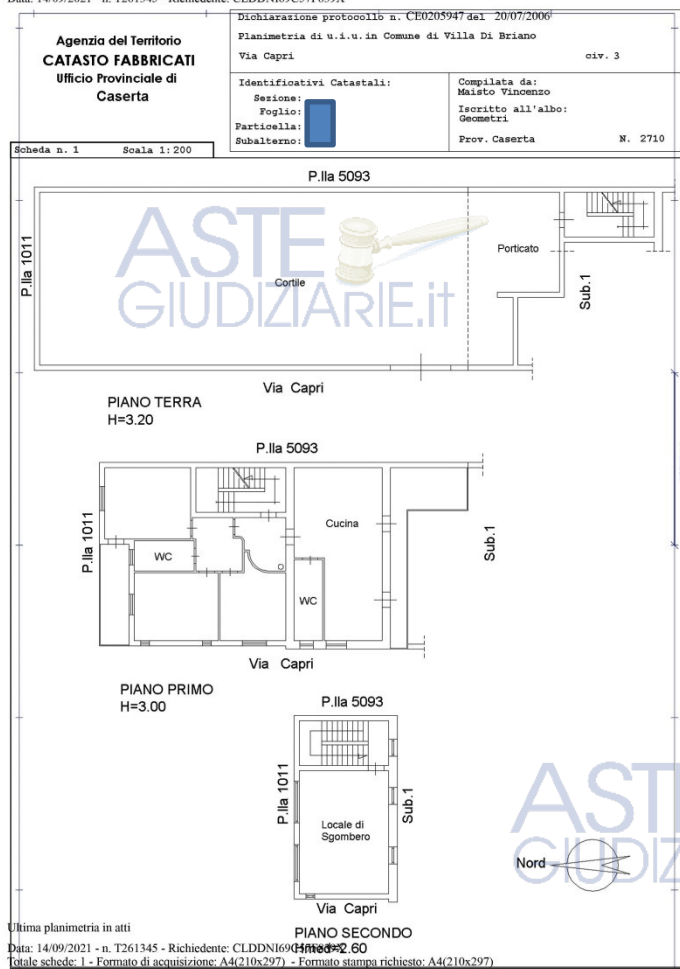 Data: 14/09/2021 - n. T261345 - Richiedente:
Agenzia del Territorio
CATASTO FABBRICATI
Ufficio Provinciale di
Caserta
Dichiarazione protocollo n. CE0205947 del 20/07/2006
Planimetria di u.i.u. in Comune di Villa Di Briano
Via Capri civ. 3
Identificativi Catastali:
Sezione:
Foglio:
Particella:
Subalterno:
Compilata da:
Maisto Vincenzo
Iscritto all'albo:
Geometri
Prov. Caserta N. 2710
Scheda n. 1 Scala 1:200
P.lla 5093
P.lla 1011
ASTE
GIUDIZIARIE.it
Cortile
Porticato
Sub.1
Via Capri
PIANO TERRA
H=3.20
P.lla 5093
P.lla 1011
Cucina
WC
WC
Sub.1
Via Capri
PIANO PRIMO
H=3.00
P.lla 5093
P.lla 1011
Locale di
Sgombero
Sub.1
Via Capri
PIANO SECONDO
2.60
ASTE
GIUDIZ
Nord
Ultima planimetria in atti
Data: 14/09/2021 - n. T261345 - Richiedente:
Totale schede: 1 - Formato di acquisizione: A4(210x297) - Formato stampa richiesto: A4(210x297)